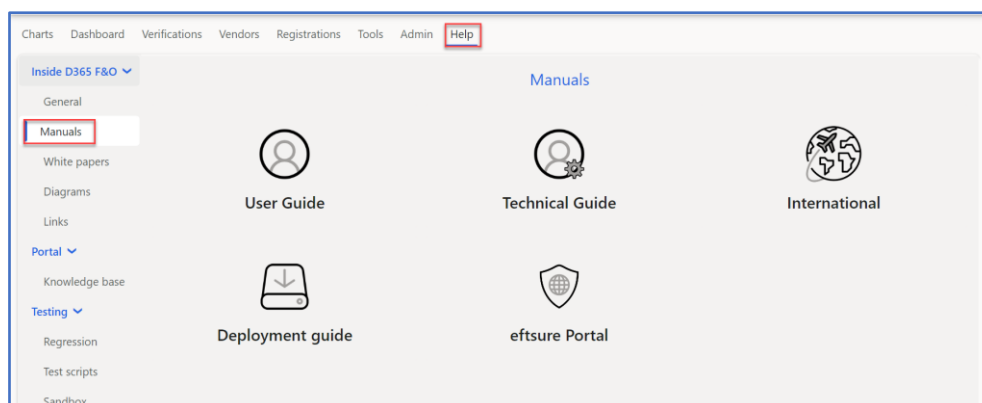 Charts Dashboard Verifications Vendors Registrations Tools Admin Help
Inside D365 F&O
General
Manuals
White papers
Diagrams
Links
Portal
Knowledge base
Testing
Regression
Test scripts
Sandbox
Manuals
User Guide
Technical Guide
International
Deployment guide
eftsure Portal